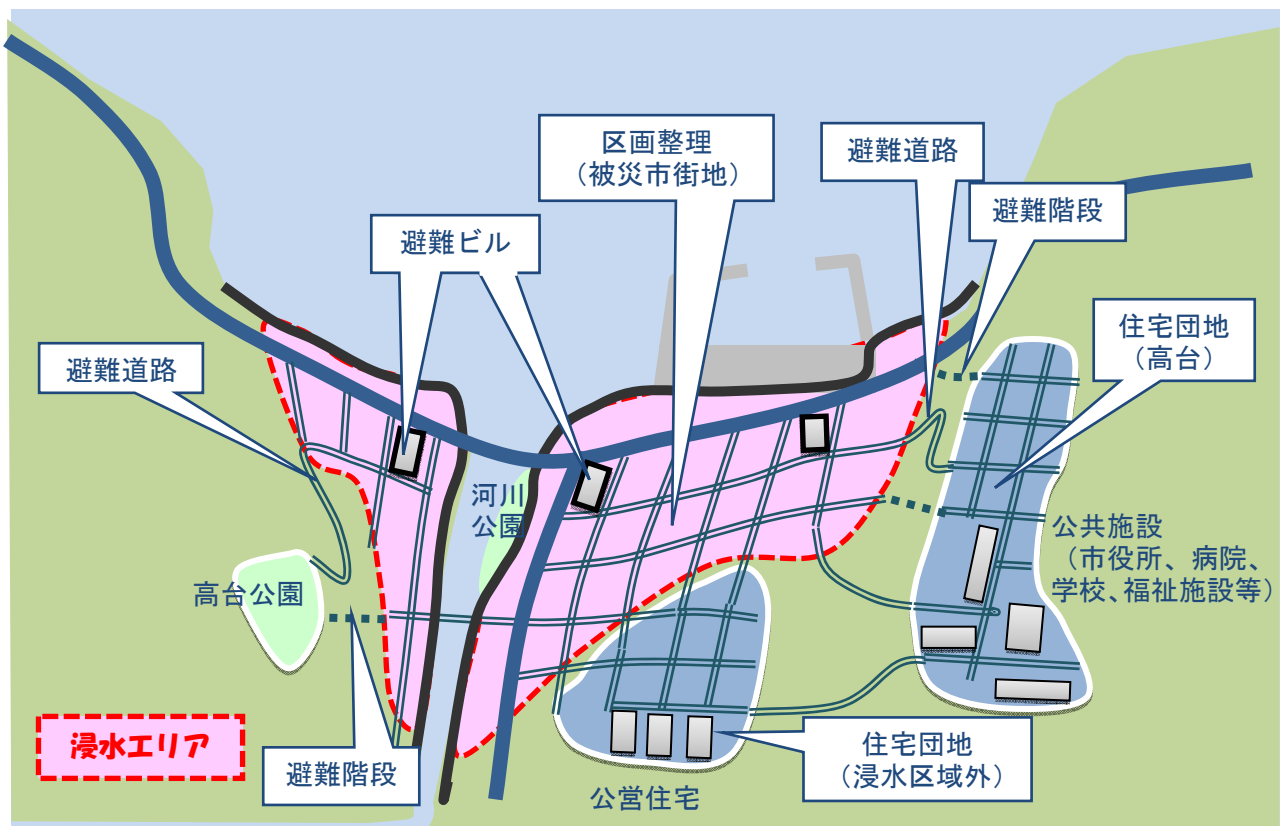 区画整理
（被災市街地）
避難道路
避難階段
避難ビル
住宅団地
（高台）
避難道路
河川
公園
公共施設
（市役所、病院、
学校、福祉施設等）
高台公園
浸水エリア
避難階段
住宅団地
（浸水区域外）
公営住宅